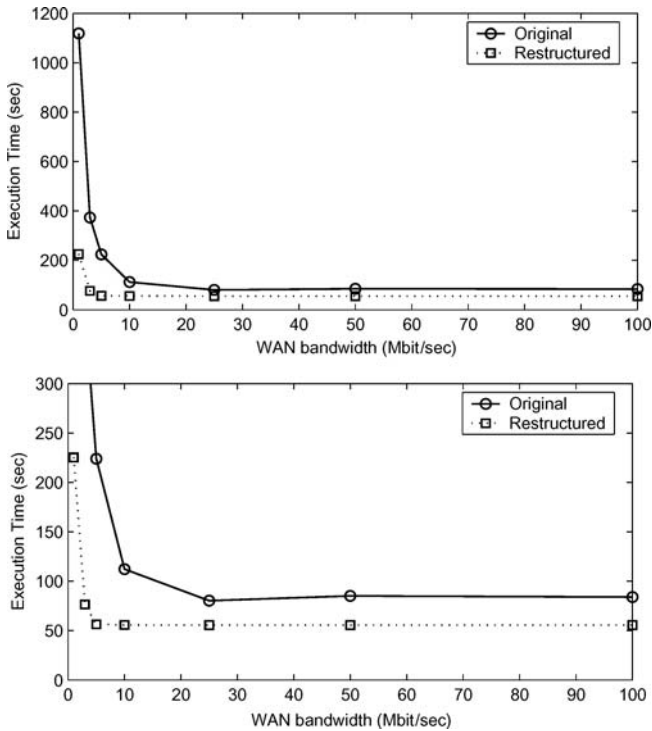 1200
1000
800
600
400
200
0
Execution Time (sec)
Original
Restructured
0 10 20 30 40 50 60 70 80 90 100
WAN bandwidth (Mbit/sec)
300
250
200
150
100
50
0
Execution Time (sec)
Original
Restructured
0 10 20 30 40 50 60 70 80 90 100
WAN bandwidth (Mbit/sec)